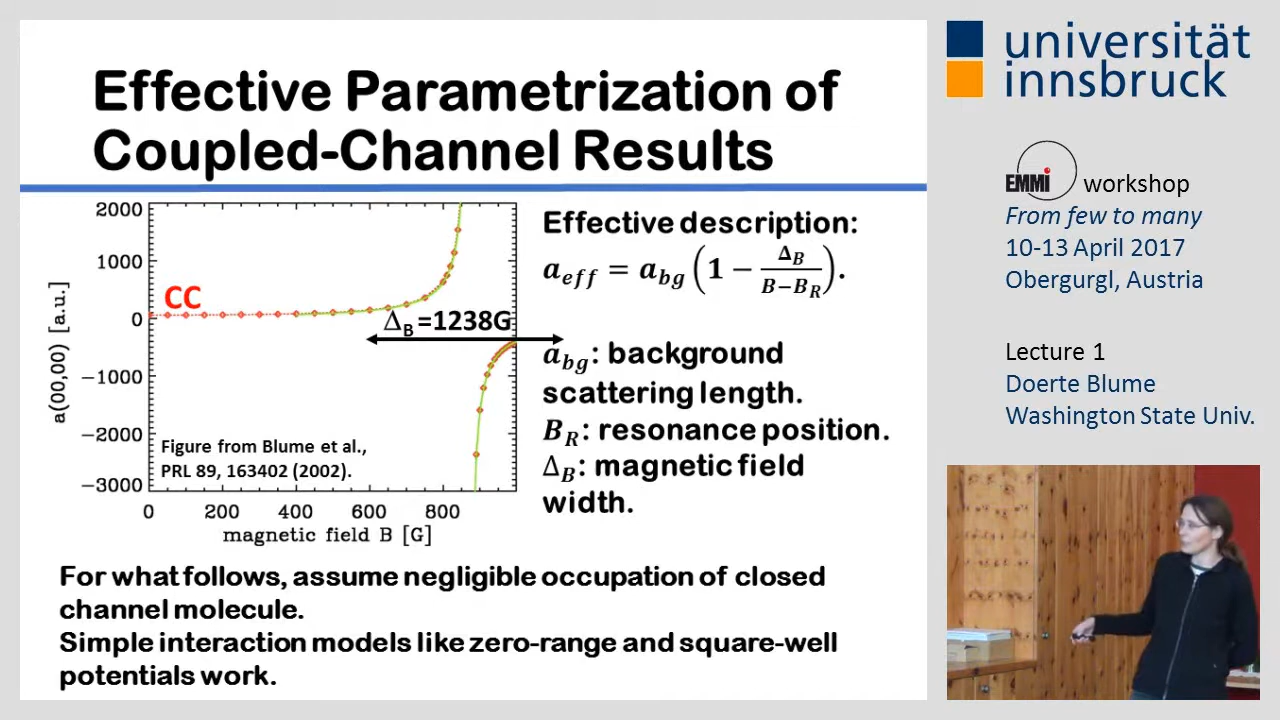 Effective Parametrization of
Coupled-Channel Results
2000
1000
0
−1000
−2000
−3000
a(00,00) [a.u.]
CC
Δ_B =1238G
Figure from Blume et al.,
PRL 89, 163402 (2002).
0 200 400 600 800
magnetic field B [G]
Effective description:
a_eff = a_bg (1 − Δ_B / (B−B_R)).
a_bg: background
scattering length.
B_R: resonance position.
Δ_B: magnetic field
width.
For what follows, assume negligible occupation of closed
channel molecule.
Simple interaction models like zero-range and square-well
potentials work.
universität
innsbruck
EMMI workshop
From few to many
10-13 April 2017
Obergurgl, Austria
Lecture 1
Doerte Blume
Washington State Univ.